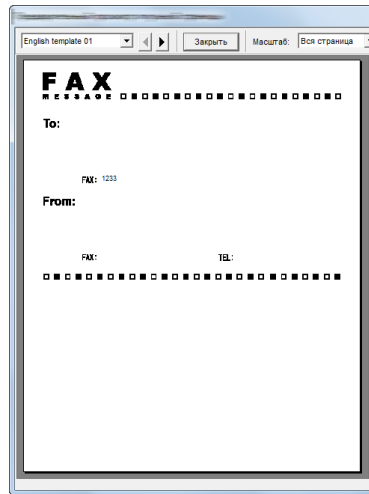 English template 01 Закрыть Масштаб: Вся страница
FAX
MESSAGE
To:
FAX: 1233
From:
FAX: TEL: